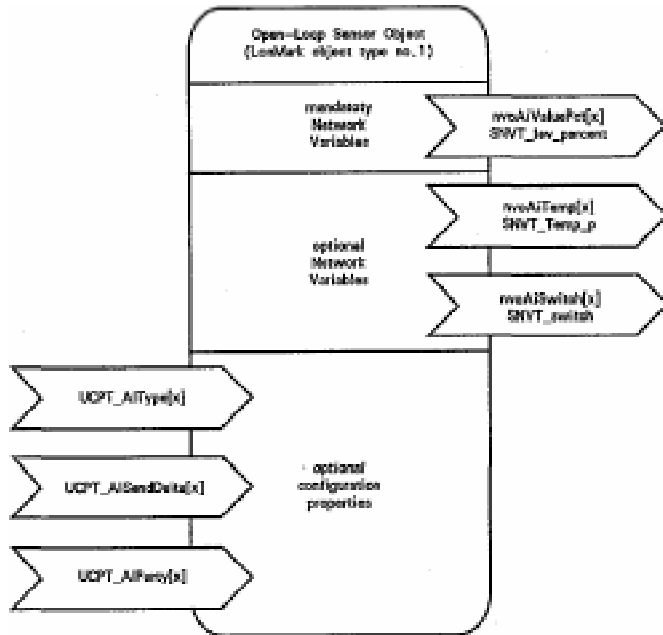 Open-Loop Sensor Object
(LonMark object type no.1)
mandatory
Network
Variables
nvoAiValuePct[x]
SNVT_lev_percent
nvoAiTemp[x]
SNVT_Temp_p
optional
Network
Variables
nvoAiSwitch[x]
SNVT_switch
UCPT_AIType[x]
UCPT_AISendDelta[x]
optional
configuration
properties